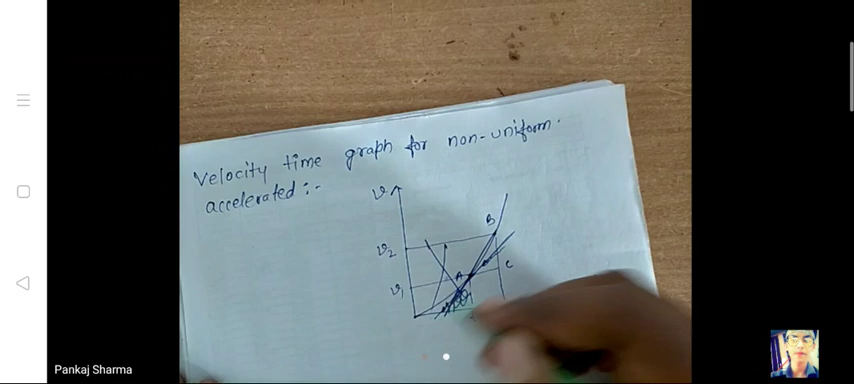 Velocity time graph for non-uniform.
accelerated :-
v
B
v2
A
C
v1
Pankaj Sharma